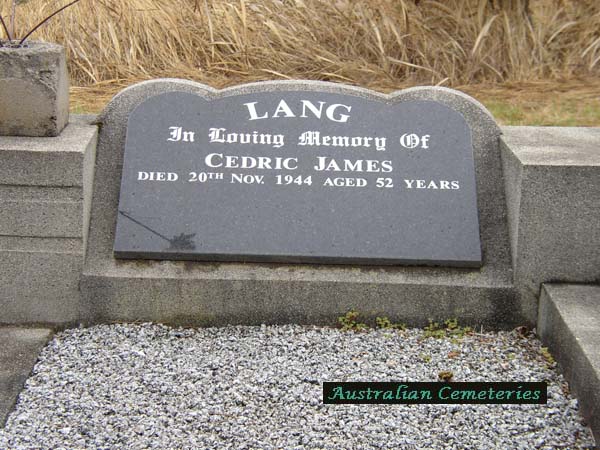 LANG
In Loving Memory Of
CEDRIC JAMES
DIED 20TH NOV. 1944 AGED 52 YEARS
Australian Cemeteries